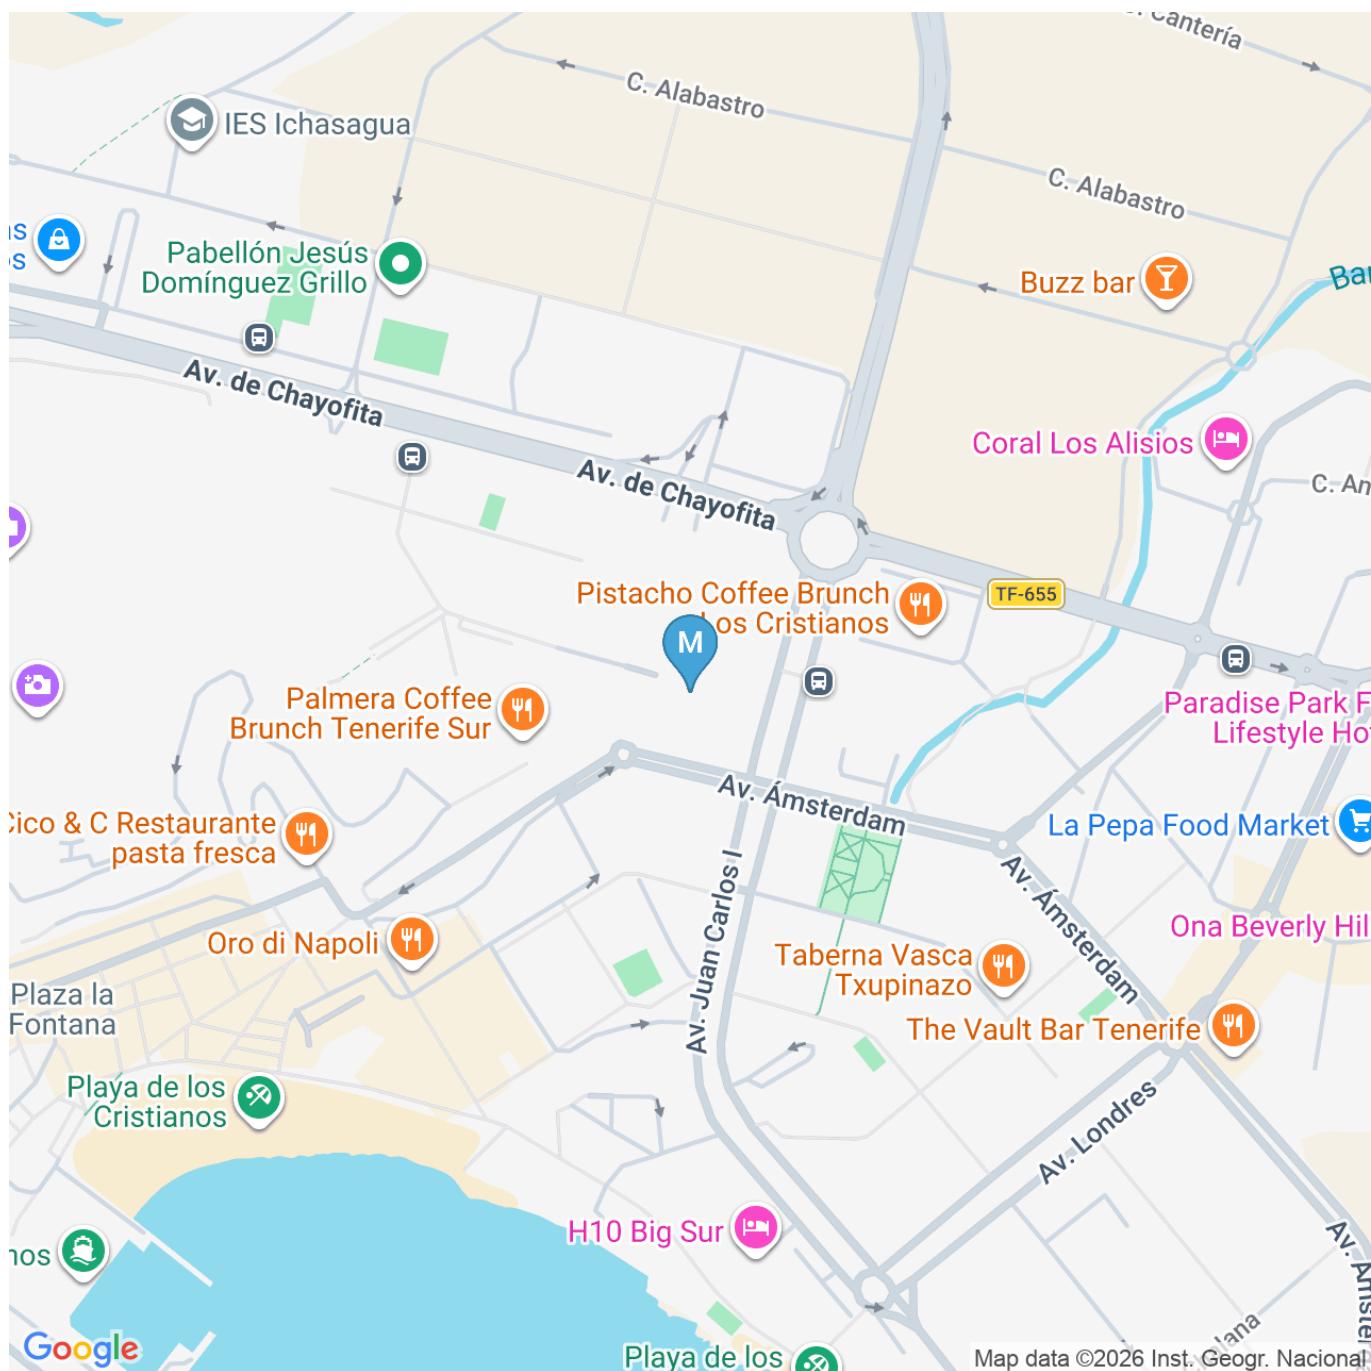 C. Cantería
C. Alabastro
IES Ichasagua
C. Alabastro
Pabellón Jesús
Domínguez Grillo
Buzz bar
Av. de Chayofita
Coral Los Alisios
Av. de Chayofita
Pistacho Coffee Brunch
Los Cristianos
TF-655
M
Palmera Coffee
Brunch Tenerife Sur
Paradise Park F
Lifestyle Ho
Av. Ámsterdam
Cico & C Restaurante
pasta fresca
La Pepa Food Market
Av. Juan Carlos I
Av. Ámsterdam
Ona Beverly Hil
Oro di Napoli
Taberna Vasca
Txupinazo
Plaza la
Fontana
The Vault Bar Tenerife
Playa de los
Cristianos
Av. Londres
H10 Big Sur
nos
Av. Ámster
Google
Playa de los
Map data ©2026 Inst. Geogr. Nacional